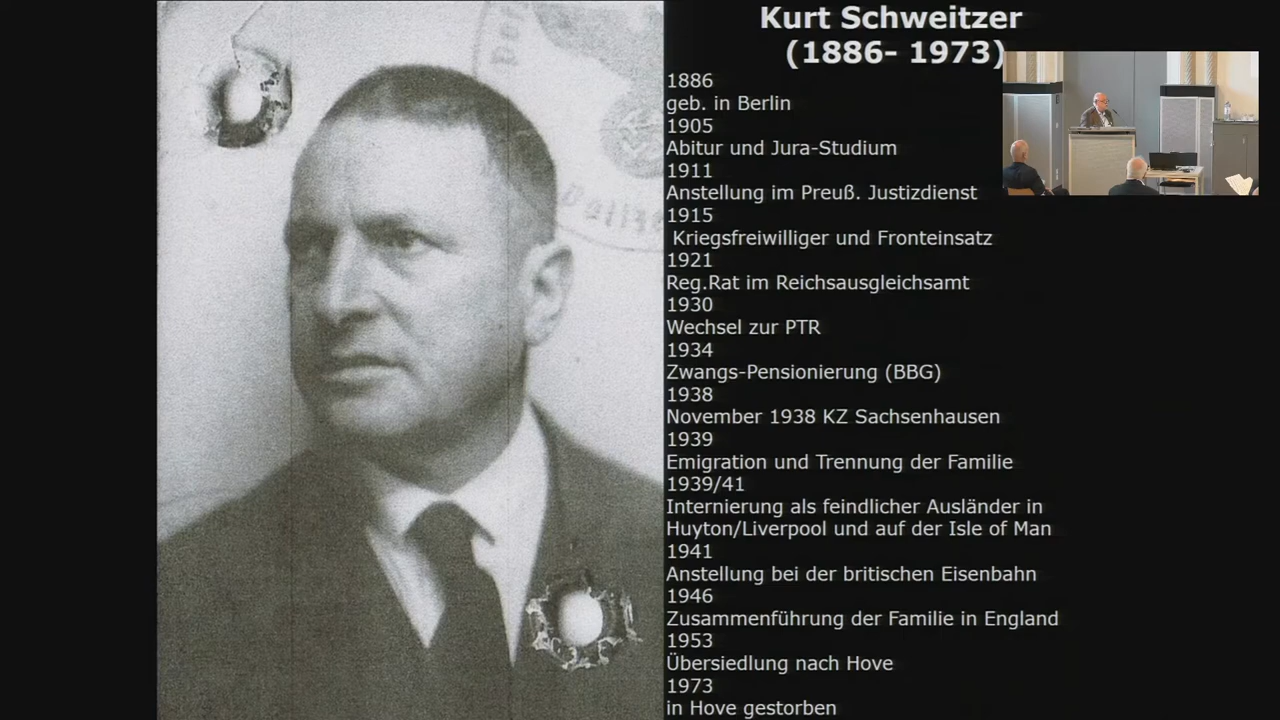 Kurt Schweitzer
(1886- 1973)
1886
geb. in Berlin
1905
Abitur und Jura-Studium
1911
Anstellung im Preuß. Justizdienst
1915
Kriegsfreiwilliger und Fronteinsatz
1921
Reg.Rat im Reichsausgleichsamt
1930
Wechsel zur PTR
1934
Zwangs-Pensionierung (BBG)
1938
November 1938 KZ Sachsenhausen
1939
Emigration und Trennung der Familie
1939/41
Internierung als feindlicher Ausländer in
Huyton/Liverpool und auf der Isle of Man
1941
Anstellung bei der britischen Eisenbahn
1946
Zusammenführung der Familie in England
1953
Übersiedlung nach Hove
1973
in Hove gestorben